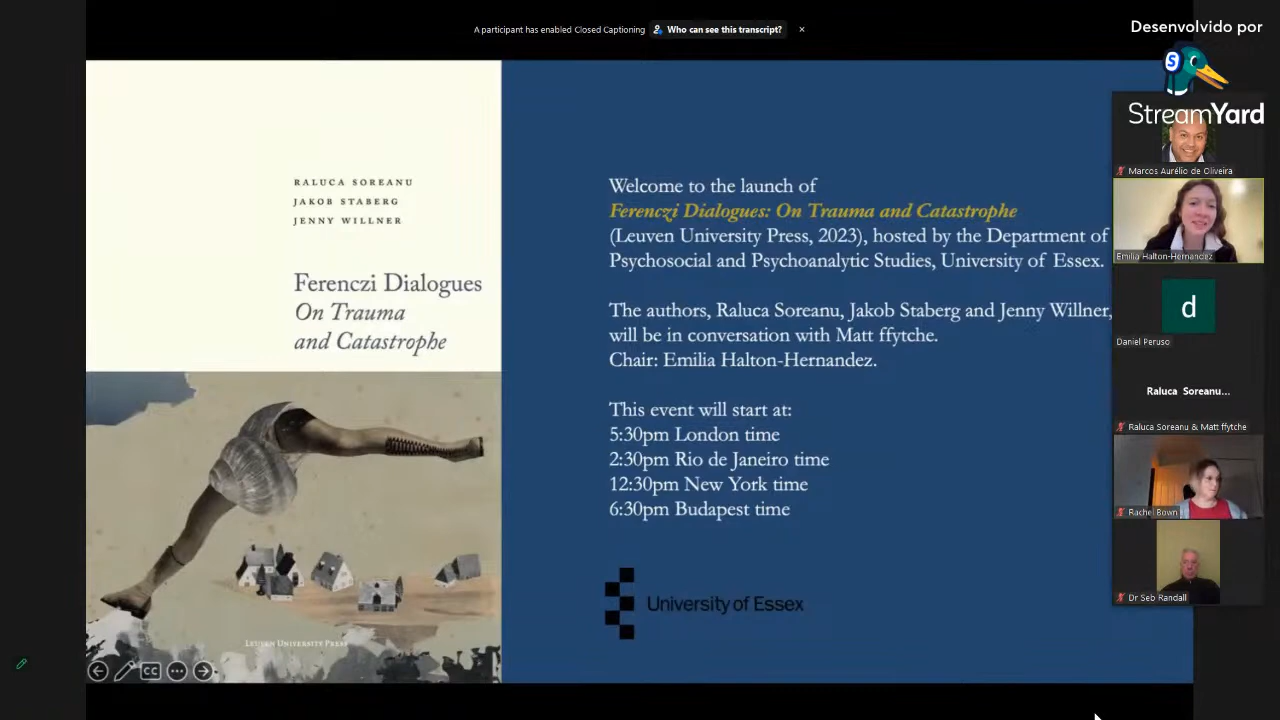 A participant has enabled Closed Captioning Who can see this transcript? ×
Desenvolvido por
S
StreamYard
RALUCA SOREANU
JAKOB STABERG
JENNY WILLNER
Ferenczi Dialogues
On Trauma
and Catastrophe
LEUVEN UNIVERSITY PRESS
CC
Welcome to the launch of
Ferenczi Dialogues: On Trauma and Catastrophe
(Leuven University Press, 2023), hosted by the Department of
Psychosocial and Psychoanalytic Studies, University of Essex.
The authors, Raluca Soreanu, Jakob Staberg and Jenny Willner,
will be in conversation with Matt ffytche.
Chair: Emilia Halton-Hernandez.
This event will start at:
5:30pm London time
2:30pm Rio de Janeiro time
12:30pm New York time
6:30pm Budapest time
University of Essex
Marcos Aurélio de Oliveira
Emilia Halton-Hernandez
d
Daniel Peruso
Raluca Soreanu...
Raluca Soreanu & Matt ffytche
Rachel Bown
Dr Seb Randall